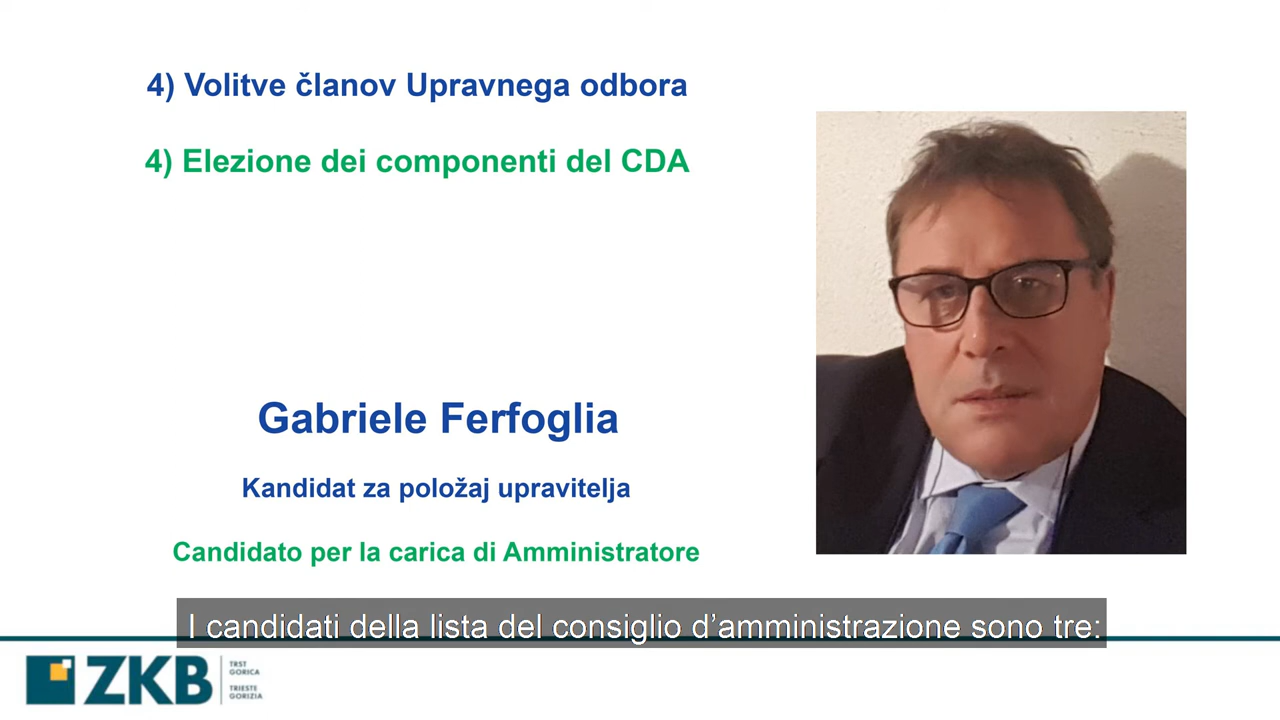 4) Volitve članov Upravnega odbora
4) Elezione dei componenti del CDA
Gabriele Ferfoglia
Kandidat za položaj upravitelja
Candidato per la carica di Amministratore
I candidati della lista del consiglio d’amministrazione sono tre:
ZKB
TRST
GORICA
TRIESTE
GORIZIA